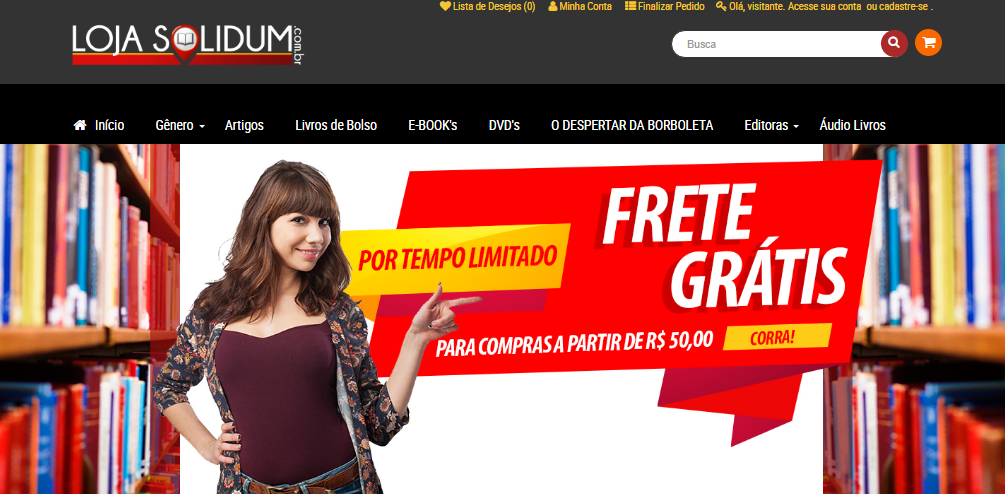 Lista de Desejos (0) Minha Conta Finalizar Pedido Olá, visitante. Acesse sua conta ou cadastre-se .
LOJA SOLIDUM .com.br
Busca
Início Gênero Artigos Livros de Bolso E-BOOK's DVD's O DESPERTAR DA BORBOLETA Editoras Áudio Livros
FRETE
GRÁTIS
POR TEMPO LIMITADO
PARA COMPRAS A PARTIR DE R$ 50,00 CORRA!